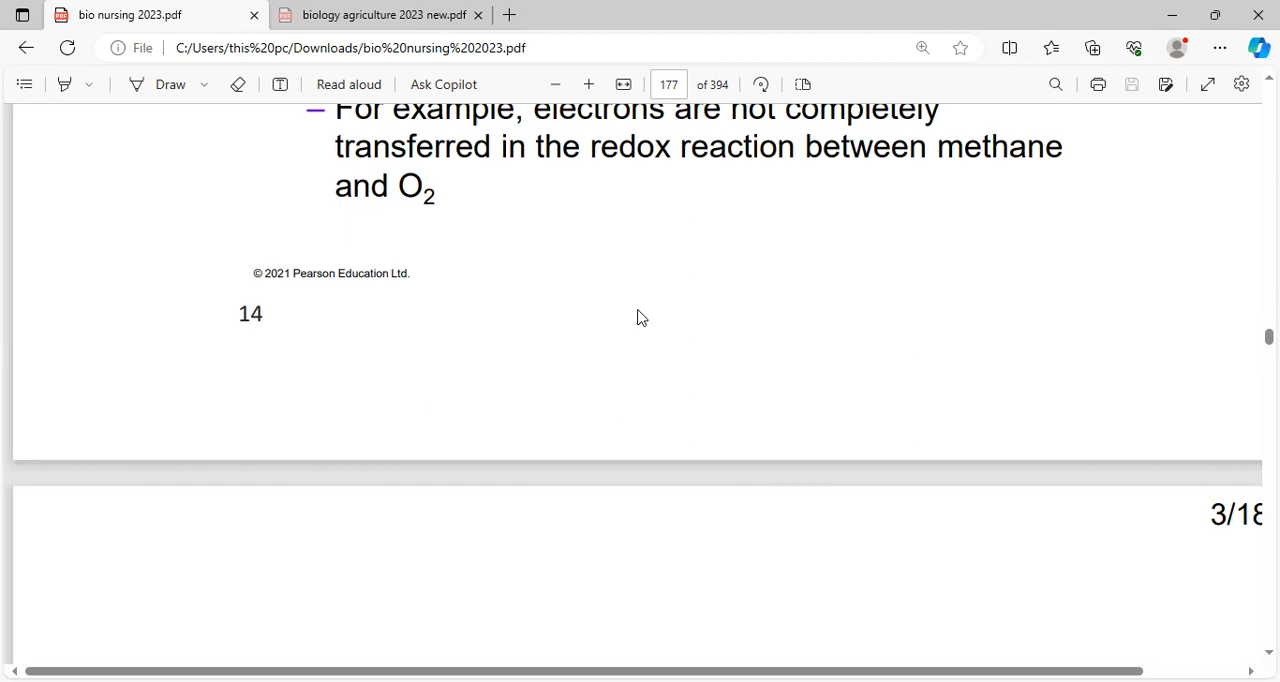 bio nursing 2023.pdf
biology agriculture 2023 new.pdf
File
C:/Users/this%20pc/Downloads/bio%20nursing%202023.pdf
Draw
Read aloud
Ask Copilot
177
of 394
– For example, electrons are not completely
transferred in the redox reaction between methane
and O2
© 2021 Pearson Education Ltd.
14
3/18